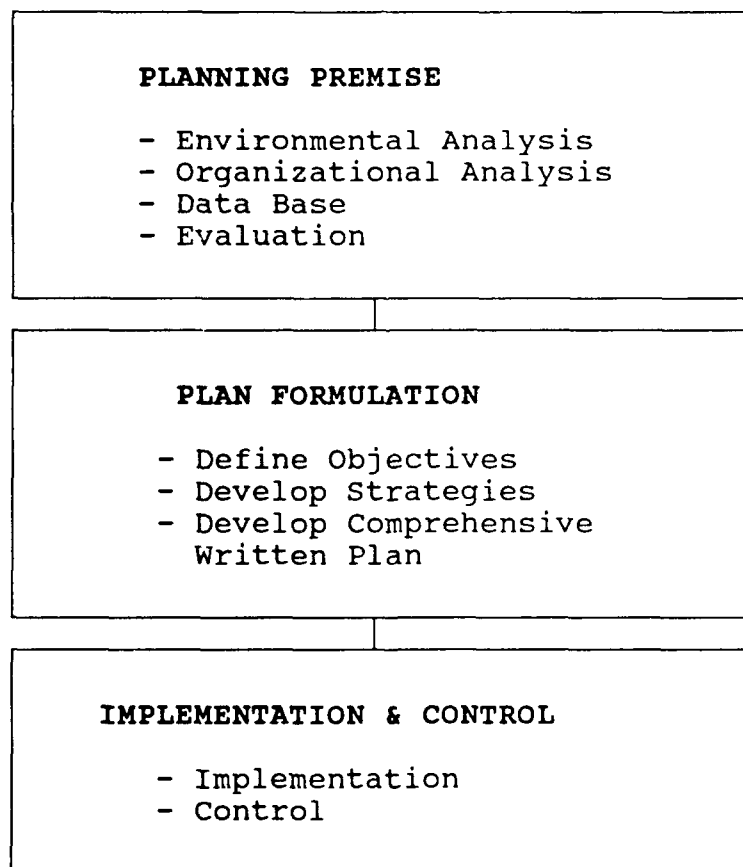 PLANNING PREMISE
- Environmental Analysis
- Organizational Analysis
- Data Base
- Evaluation
PLAN FORMULATION
- Define Objectives
- Develop Strategies
- Develop Comprehensive
Written Plan
IMPLEMENTATION & CONTROL
- Implementation
- Control